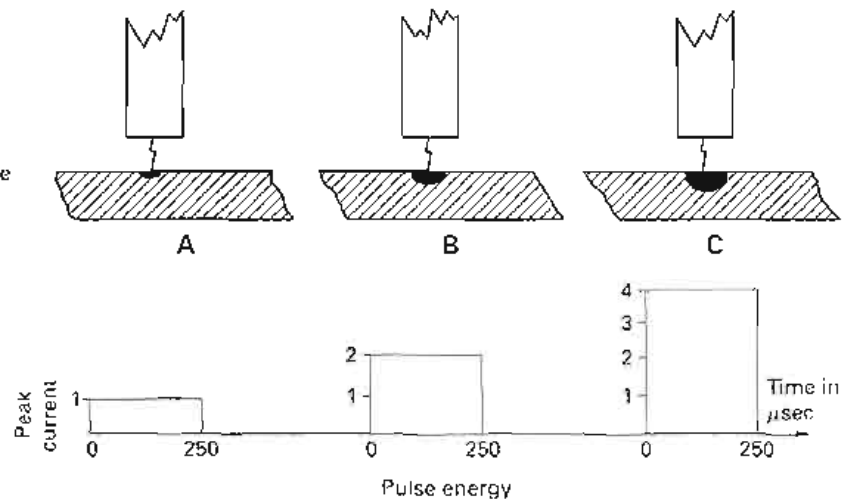 e
A B C
4
3
2 2
1 1 1
Peak current
Time in
μsec
0 250 0 250 0 250
Pulse energy